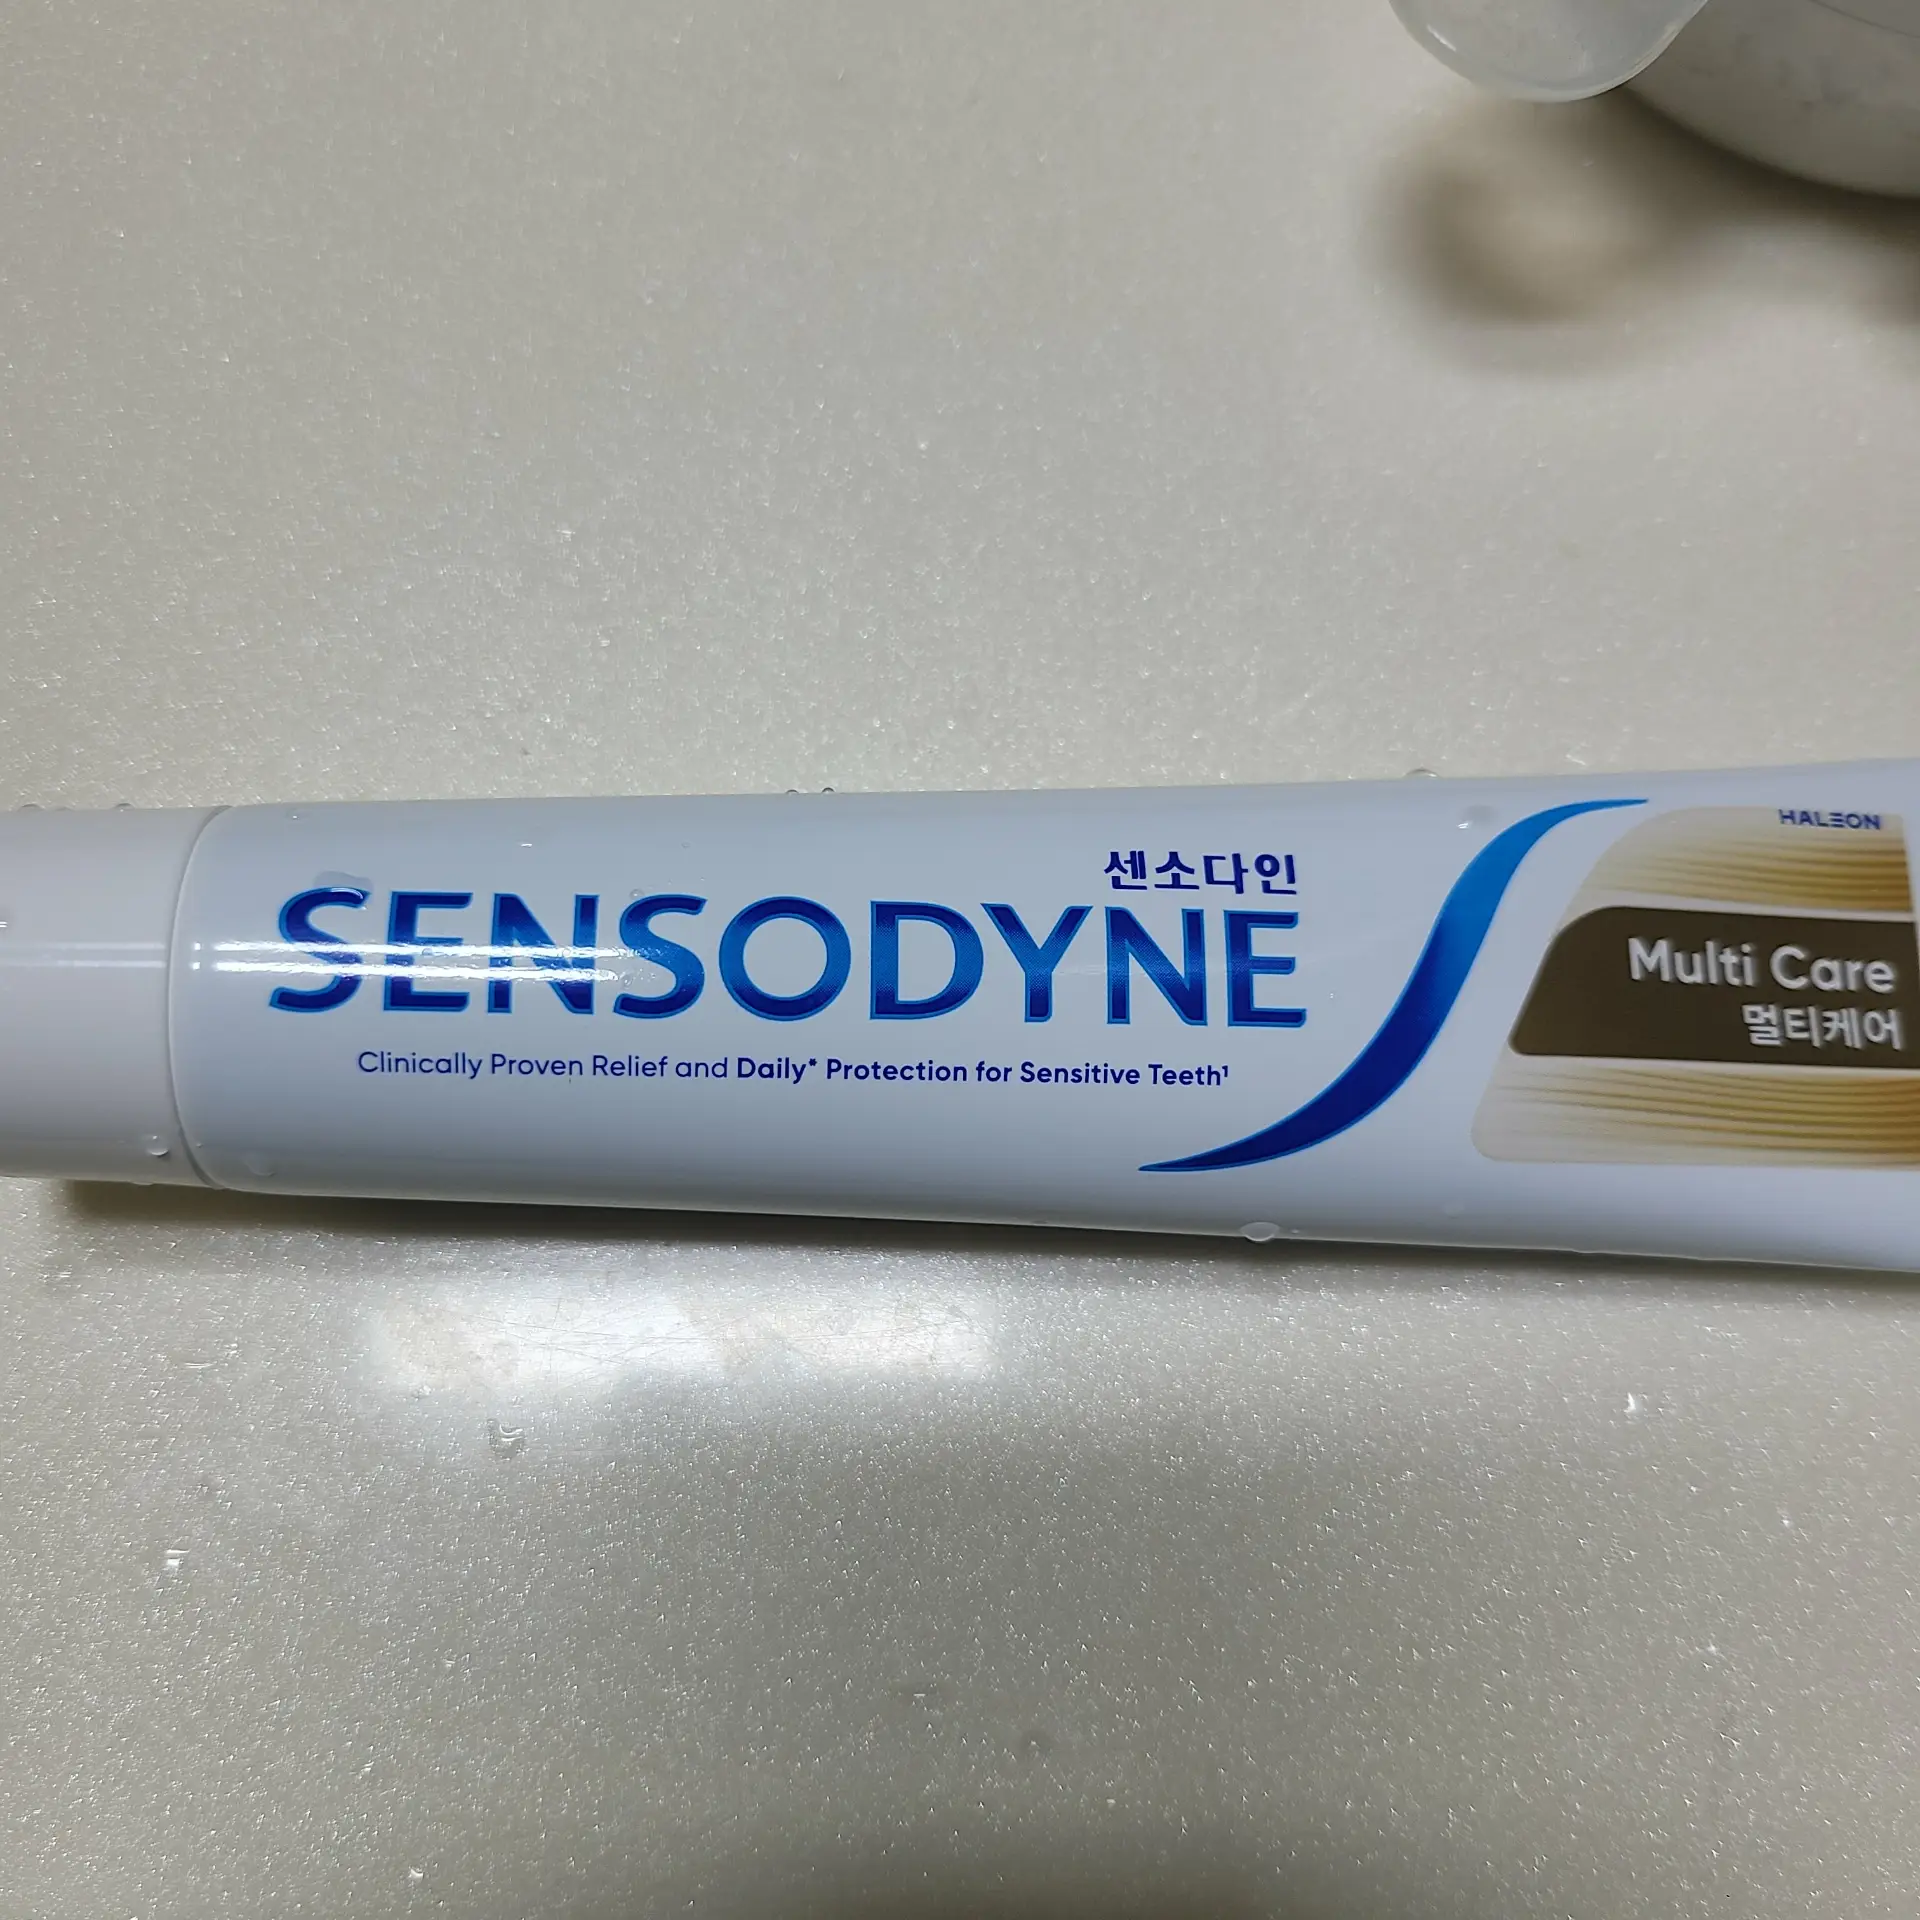 센소다인
SENSODYNE
Clinically Proven Relief and Daily* Protection for Sensitive Teeth¹
HALEON
Multi Care
멀티케어